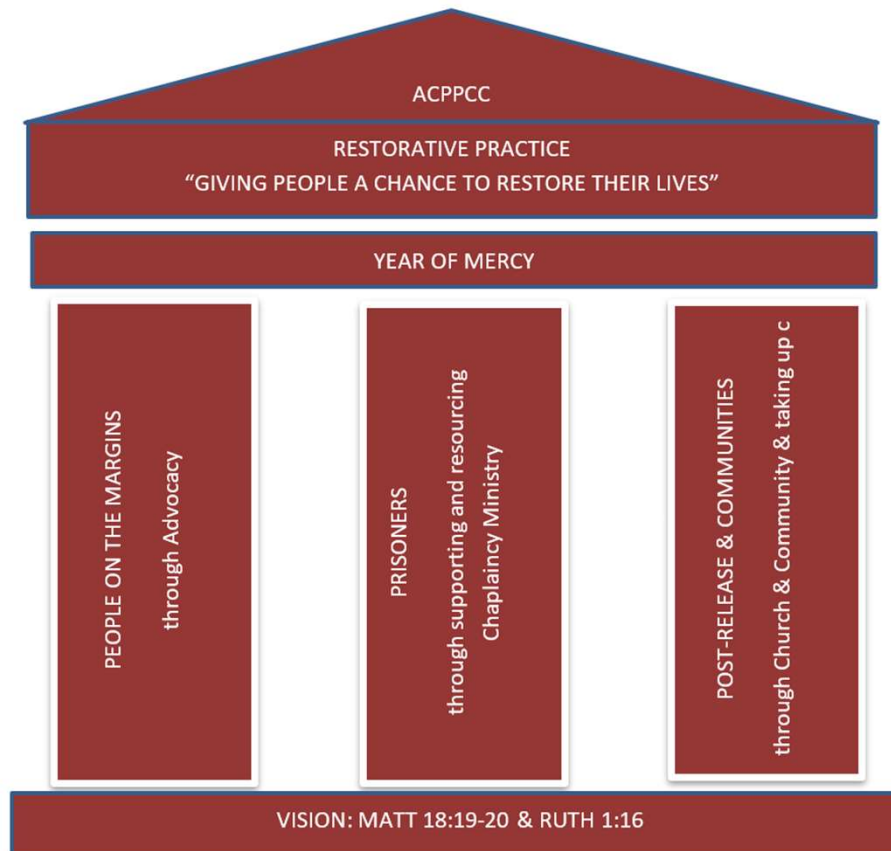 ACPPCC
RESTORATIVE PRACTICE
“GIVING PEOPLE A CHANCE TO RESTORE THEIR LIVES”
YEAR OF MERCY
PEOPLE ON THE MARGINS
through Advocacy
PRISONERS
through supporting and resourcing
Chaplaincy Ministry
POST-RELEASE & COMMUNITIES
through Church & Community & taking up c
VISION: MATT 18:19-20 & RUTH 1:16